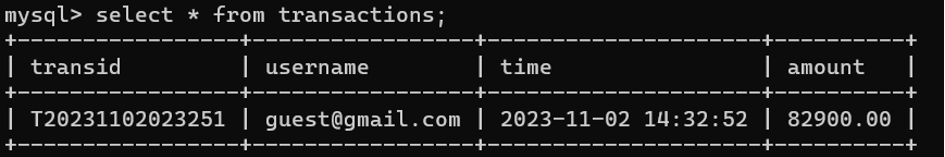 mysql> select * from transactions;
+-----------------+-----------------+---------------------+----------+
| transid         | username        | time                | amount   |
+-----------------+-----------------+---------------------+----------+
| T20231102023251 | guest@gmail.com | 2023-11-02 14:32:52 | 82900.00 |
+-----------------+-----------------+---------------------+----------+